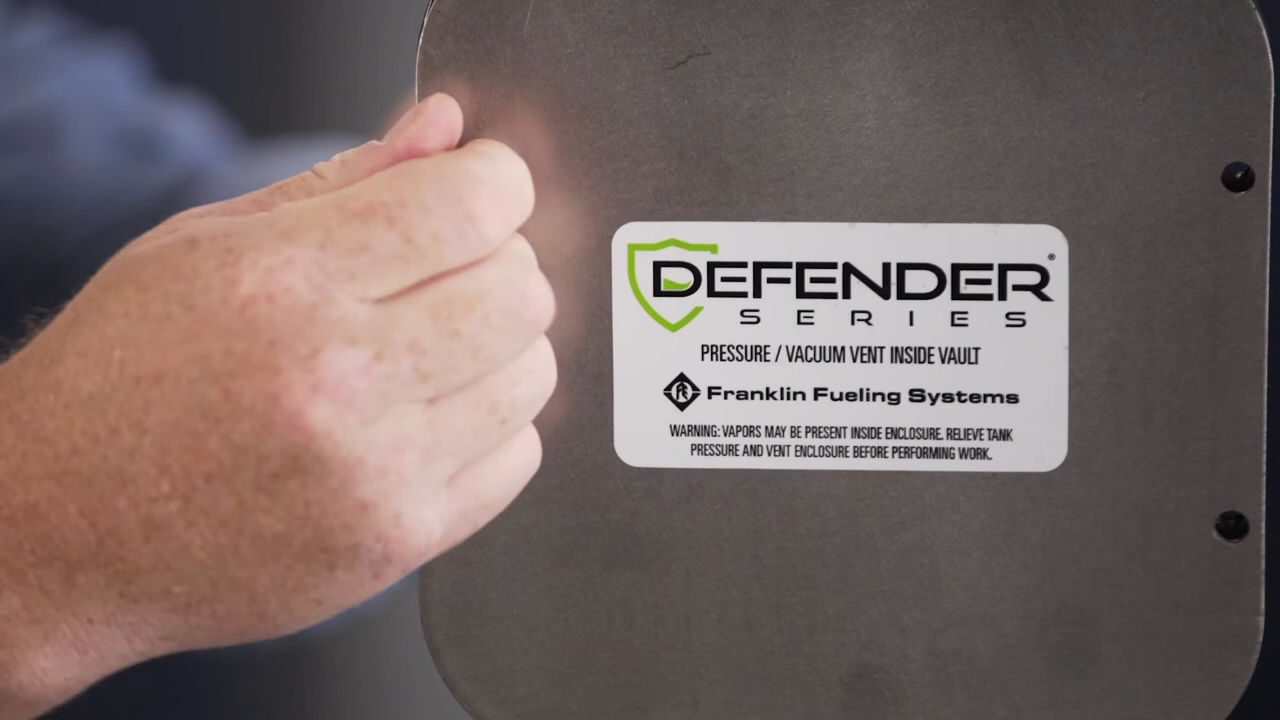 DEFENDER®
SERIES
PRESSURE / VACUUM VENT INSIDE VAULT
Franklin Fueling Systems
WARNING: VAPORS MAY BE PRESENT INSIDE ENCLOSURE. RELIEVE TANK
PRESSURE AND VENT ENCLOSURE BEFORE PERFORMING WORK.